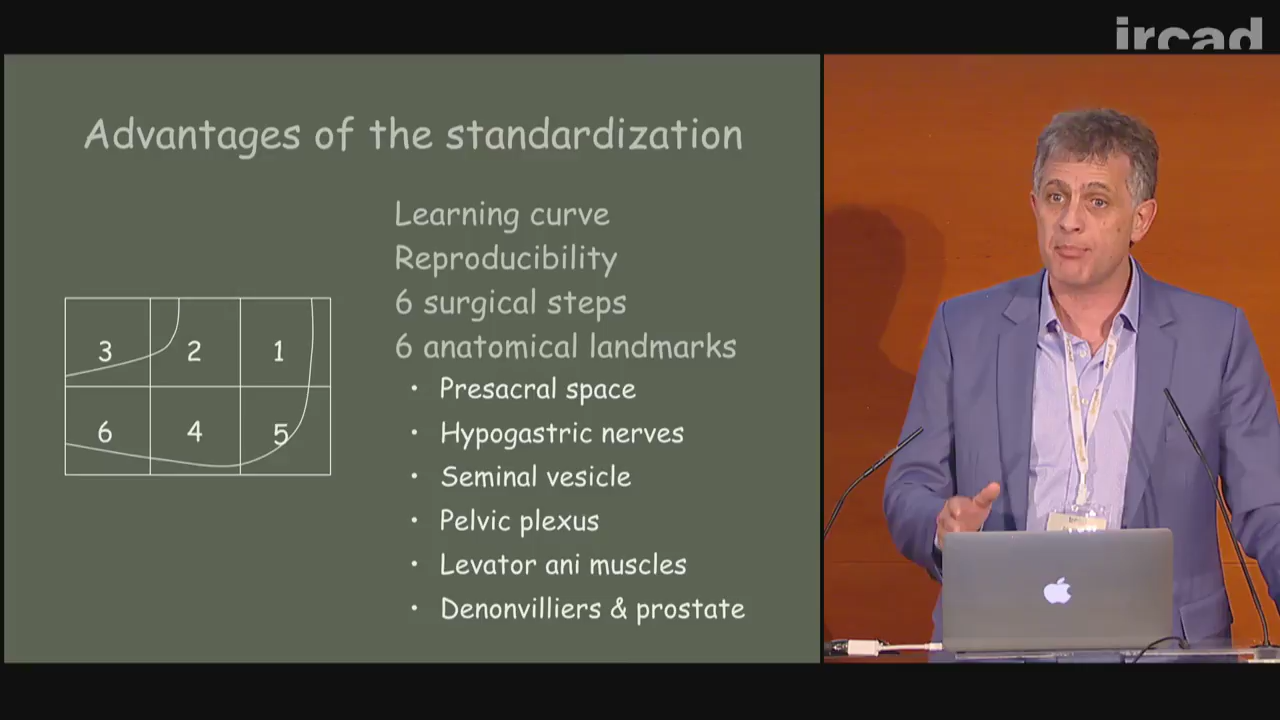 ircad
Advantages of the standardization
Learning curve
Reproducibility
6 surgical steps
6 anatomical landmarks
3 2 1
6 4 5
• Presacral space
• Hypogastric nerves
• Seminal vesicle
• Pelvic plexus
• Levator ani muscles
• Denonvilliers & prostate